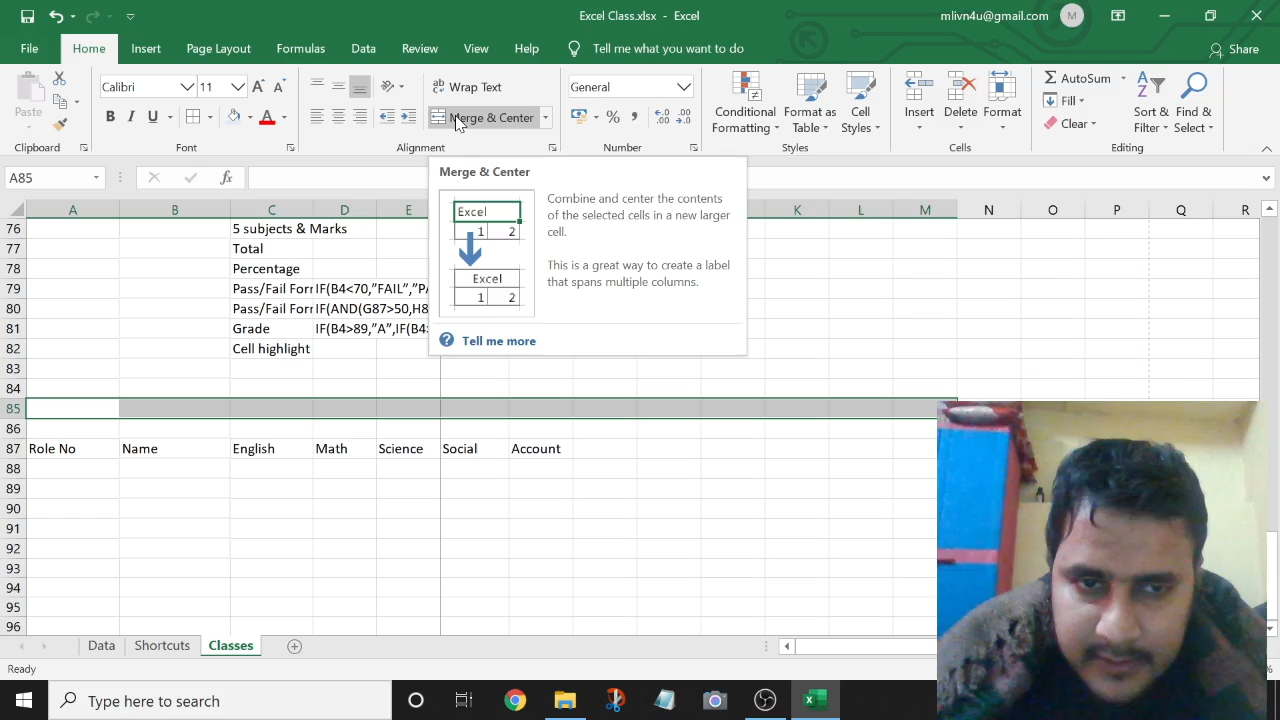 Excel Class.xlsx - Excel
mlivn4u@gmail.com M
File Home Insert Page Layout Formulas Data Review View Help Tell me what you want to do Share
Paste
Calibri 11 A A
B I U A
ab Wrap Text
Merge & Center
General
% ,
Conditional Formatting
Format as Table
Cell Styles
Insert Delete Format
AutoSum
Fill
Clear
Sort & Filter
Find & Select
Clipboard Font Alignment Number Styles Cells Editing
A85 fx
Merge & Center
Excel
1 2
Excel
1 2
Combine and center the contents
of the selected cells in a new larger
cell.
This is a great way to create a label
that spans multiple columns.
? Tell me more
A B C D E K L M N O P Q R
76 5 subjects & Marks
77 Total
78 Percentage
79 Pass/Fail Forr IF(B4<70,"FAIL","PA
80 Pass/Fail Forr IF(AND(G87>50,H8
81 Grade IF(B4>89,"A",IF(B4>
82 Cell highlight
83
84
85
86
87 Role No Name English Math Science Social Account
88
89
90
91
92
93
94
95
96
Data Shortcuts Classes
Ready %
Type here to search